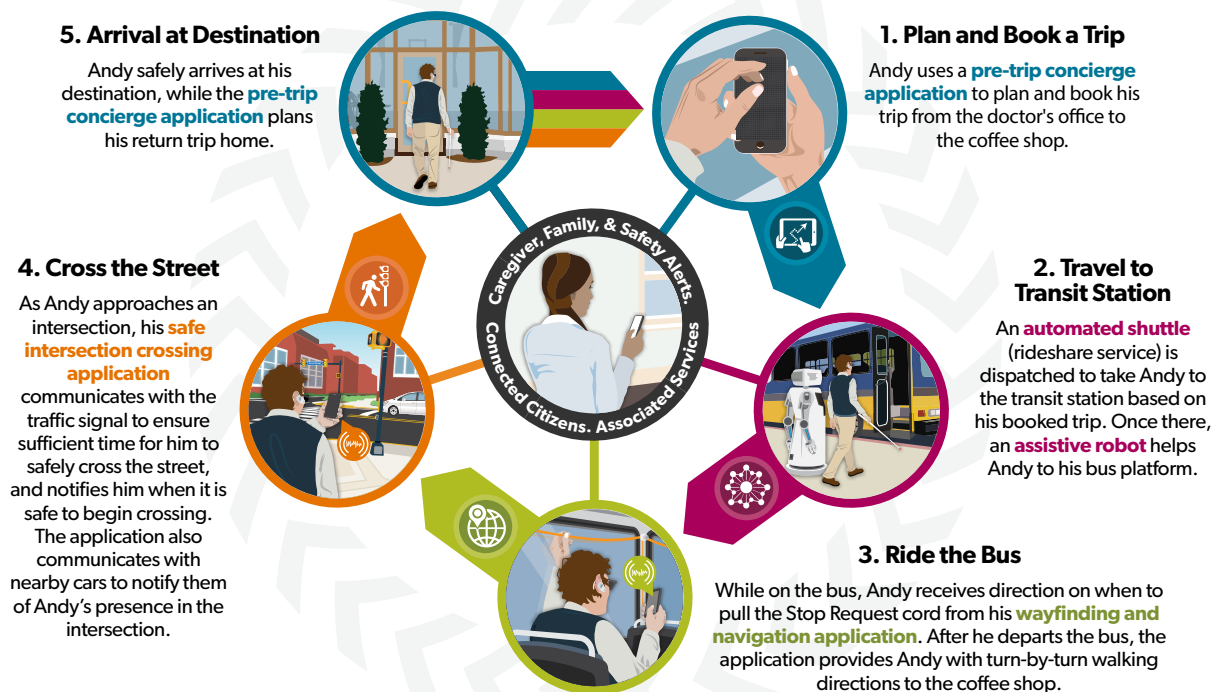 1. Plan and Book a Trip
Andy uses a pre-trip concierge
application to plan and book his
trip from the doctor's office to
the coffee shop.
2. Travel to
Transit Station
An automated shuttle
(rideshare service) is
dispatched to take Andy to
the transit station based on
his booked trip. Once there,
an assistive robot helps
Andy to his bus platform.
3. Ride the Bus
While on the bus, Andy receives direction on when to
pull the Stop Request cord from his wayfinding and
navigation application. After he departs the bus, the
application provides Andy with turn-by-turn walking
directions to the coffee shop.
4. Cross the Street
As Andy approaches an
intersection, his safe
intersection crossing
application
communicates with the
traffic signal to ensure
sufficient time for him to
safely cross the street,
and notifies him when it is
safe to begin crossing.
The application also
communicates with
nearby cars to notify them
of Andy’s presence in the
intersection.
5. Arrival at Destination
Andy safely arrives at his
destination, while the pre-trip
concierge application plans
his return trip home.
Caregiver, Family, & Safety Alerts.
Connected Citizens. Associated Services